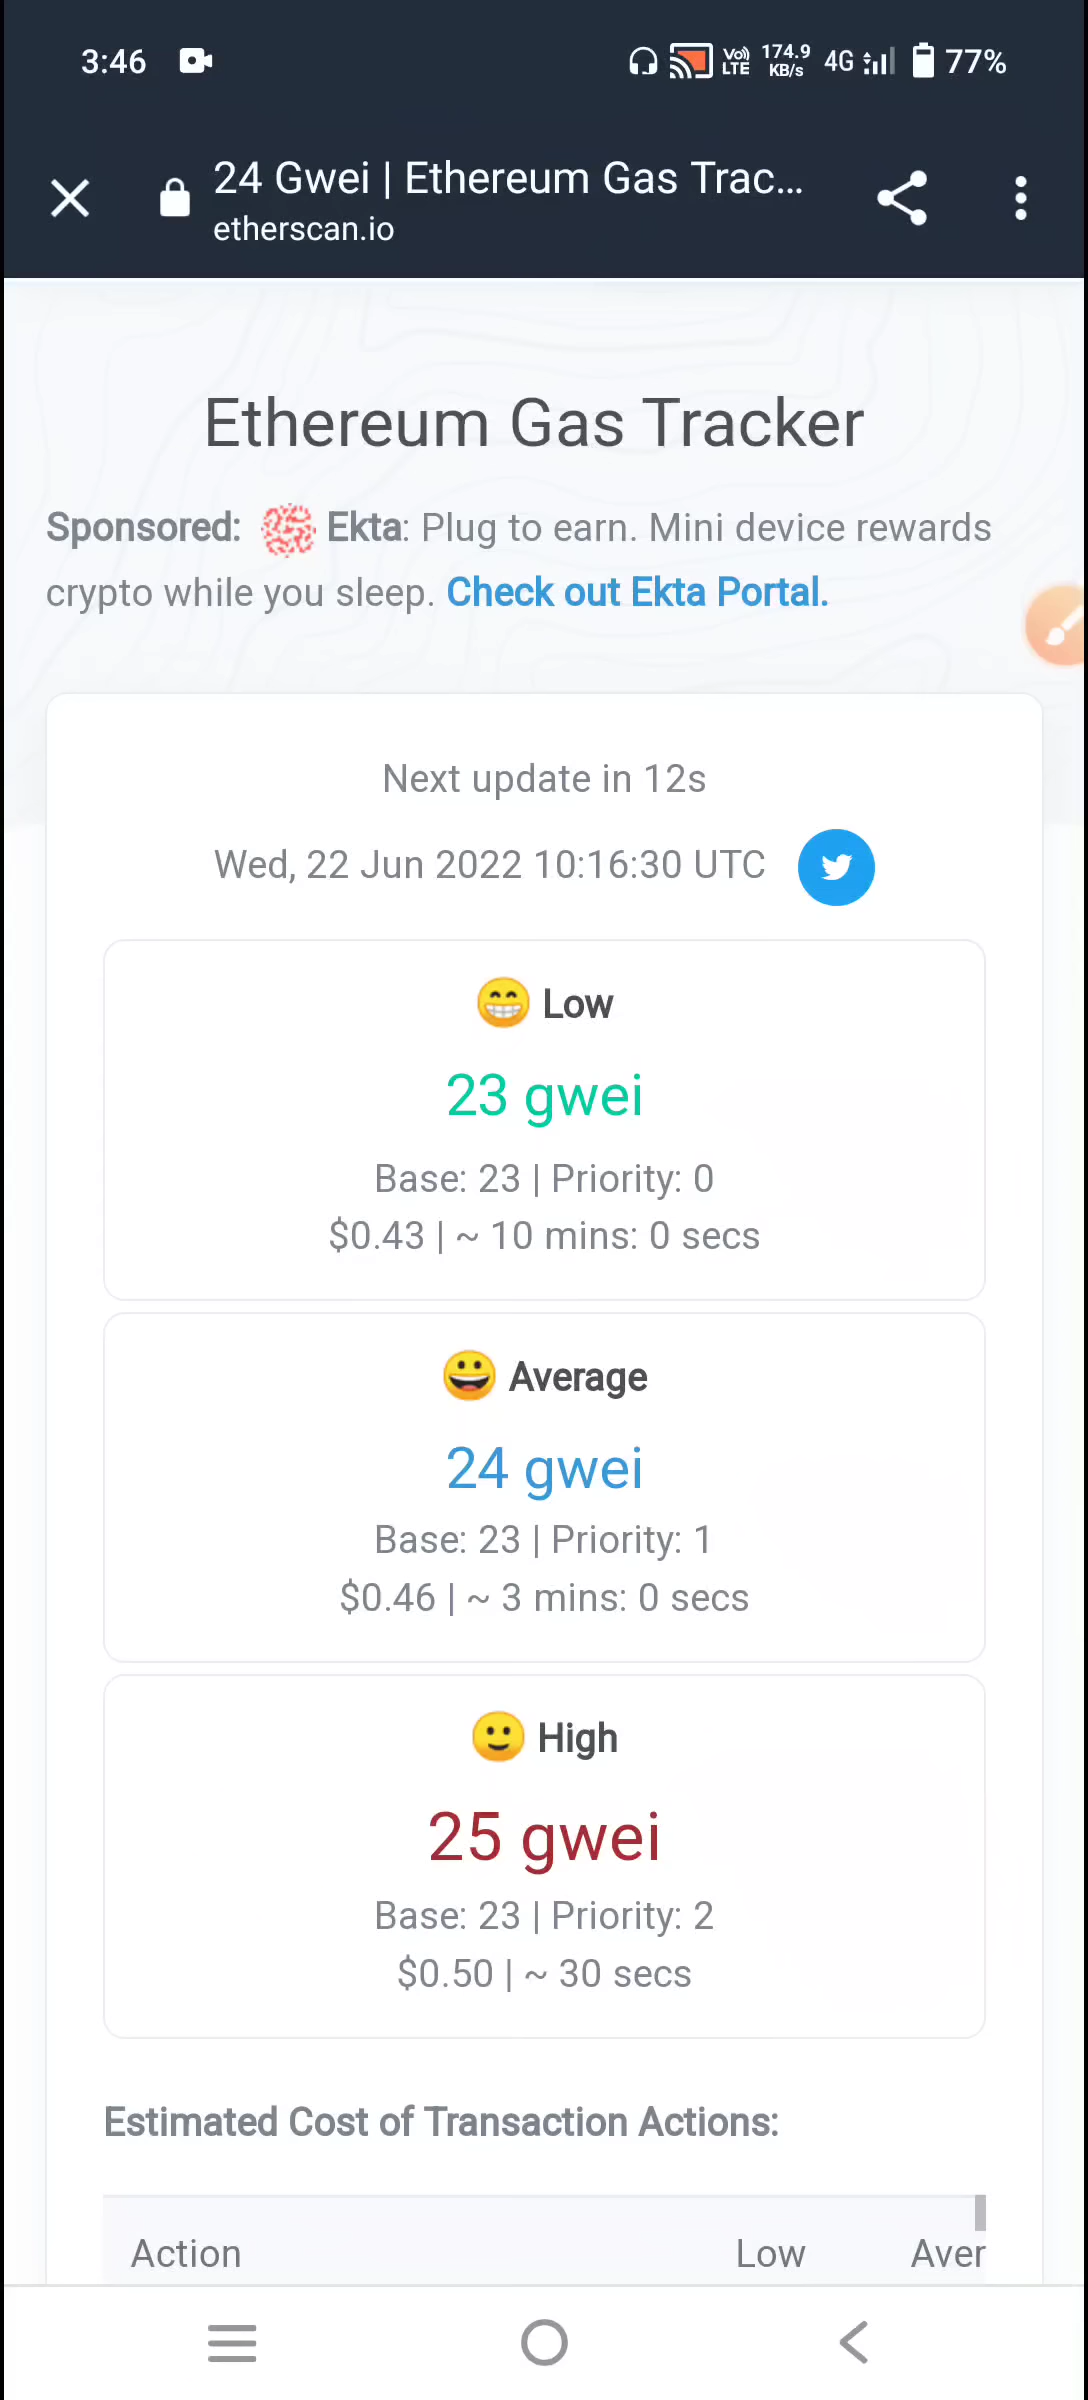 3:46
Vo) LTE 174.9 KB/s 4G 77%
24 Gwei | Ethereum Gas Trac...
etherscan.io
Ethereum Gas Tracker
Sponsored: Ekta: Plug to earn. Mini device rewards
crypto while you sleep. Check out Ekta Portal.
Next update in 12s
Wed, 22 Jun 2022 10:16:30 UTC
Low
23 gwei
Base: 23 | Priority: 0
$0.43 | ~ 10 mins: 0 secs
Average
24 gwei
Base: 23 | Priority: 1
$0.46 | ~ 3 mins: 0 secs
High
25 gwei
Base: 23 | Priority: 2
$0.50 | ~ 30 secs
Estimated Cost of Transaction Actions:
Action Low Aver